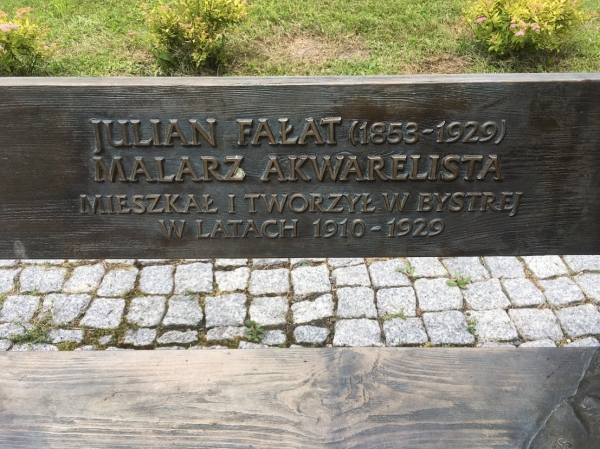 JULIAN FAŁAT (1853-1929)
MALARZ AKWARELISTA
MIESZKAŁ I TWORZYŁ W BYSTREJ
W LATACH 1910-1929